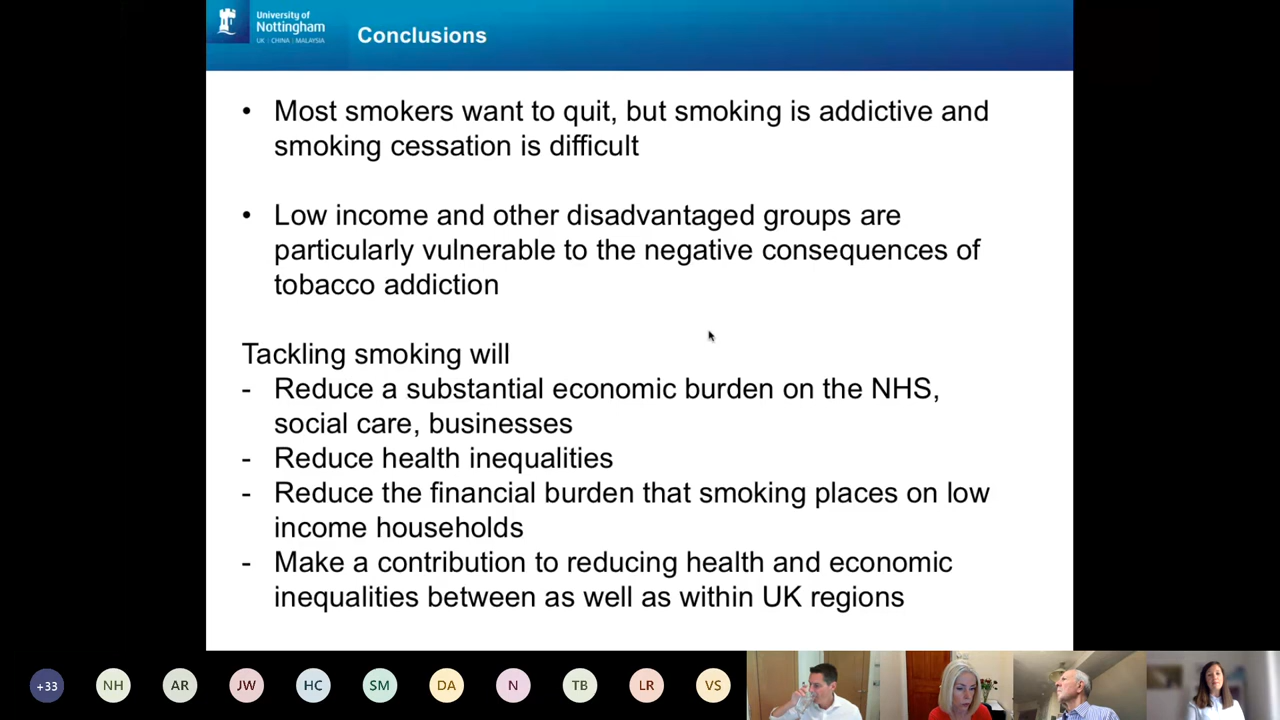 University of
Nottingham
UK | CHINA | MALAYSIA
Conclusions
• Most smokers want to quit, but smoking is addictive and
smoking cessation is difficult
• Low income and other disadvantaged groups are
particularly vulnerable to the negative consequences of
tobacco addiction
Tackling smoking will
- Reduce a substantial economic burden on the NHS,
social care, businesses
- Reduce health inequalities
- Reduce the financial burden that smoking places on low
income households
- Make a contribution to reducing health and economic
inequalities between as well as within UK regions
+33 NH AR JW HC SM DA N TB LR VS